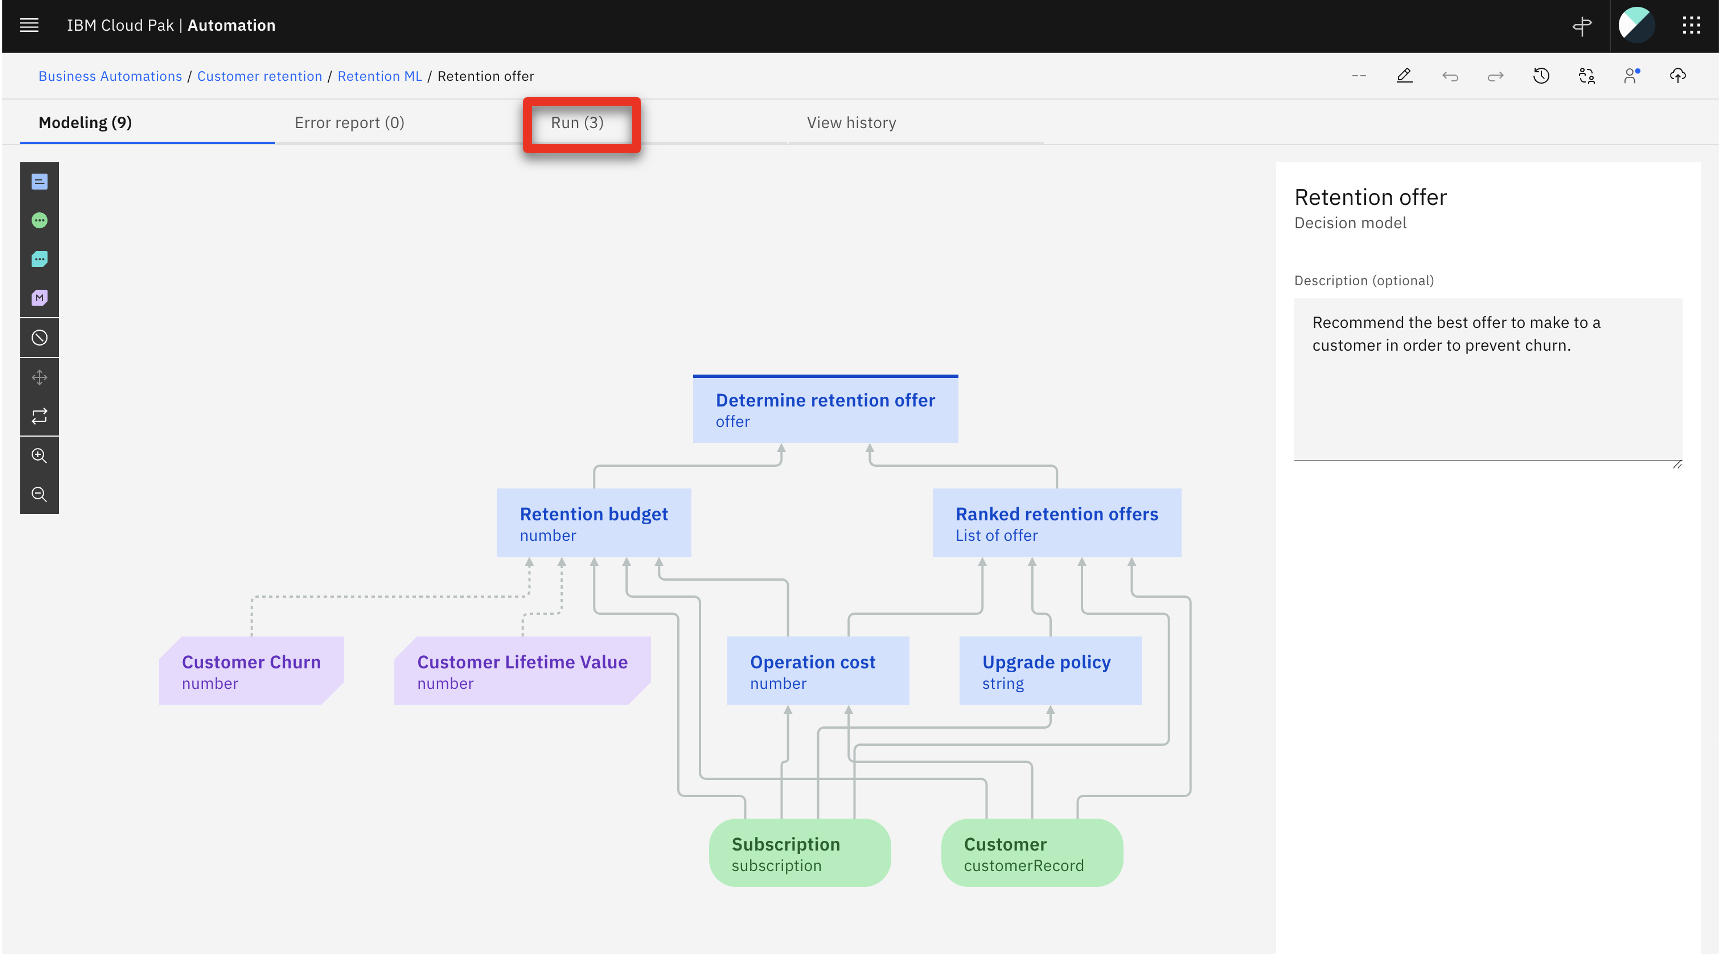 IBM Cloud Pak | Automation
Business Automations / Customer retention / Retention ML / Retention offer
--
Modeling (9)
Error report (0)
Run (3)
View history
M
Retention offer
Decision model
Description (optional)
Recommend the best offer to make to a
customer in order to prevent churn.
Determine retention offer
offer
Retention budget
number
Ranked retention offers
List of offer
Customer Churn
number
Customer Lifetime Value
number
Operation cost
number
Upgrade policy
string
Subscription
subscription
Customer
customerRecord